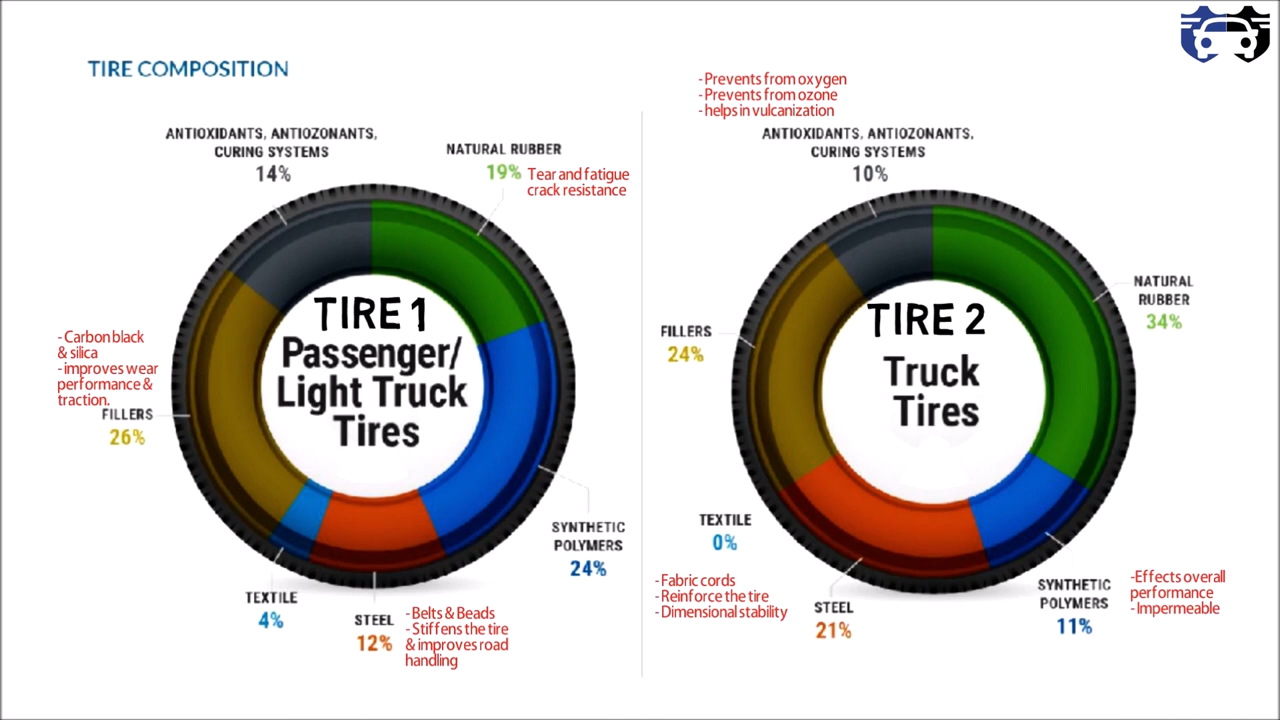 TIRE COMPOSITION
ANTIOXIDANTS, ANTIOZONANTS,
CURING SYSTEMS
14%
NATURAL RUBBER
19%
Tear and fatigue
crack resistance
- Carbon black
& silica
- improves wear
performance &
traction.
FILLERS
26%
TIRE 1
Passenger/
Light Truck
Tires
SYNTHETIC
POLYMERS
24%
TEXTILE
4%
STEEL
12%
- Belts & Beads
- Stiffens the tire
& improves road
handling
- Prevents from oxygen
- Prevents from ozone
- helps in vulcanization
ANTIOXIDANTS, ANTIOZONANTS,
CURING SYSTEMS
10%
NATURAL
RUBBER
34%
FILLERS
24%
TIRE 2
Truck
Tires
TEXTILE
0%
- Fabric cords
- Reinforce the tire
- Dimensional stability
STEEL
21%
SYNTHETIC
POLYMERS
11%
-Effects overall
performance
- Impermeable